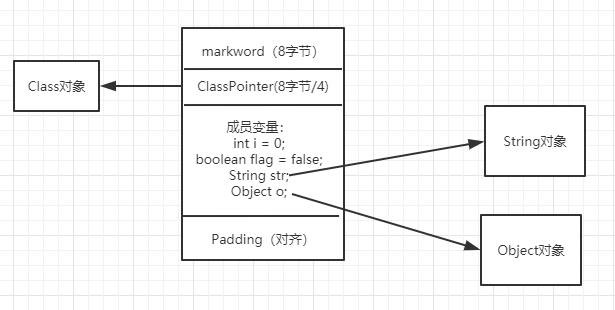 markword（8字节）
Class对象
ClassPointer(8字节/4)
成员变量：
int i = 0;
boolean flag = false;
String str;
Object o;
String对象
Object对象
Padding（对齐）